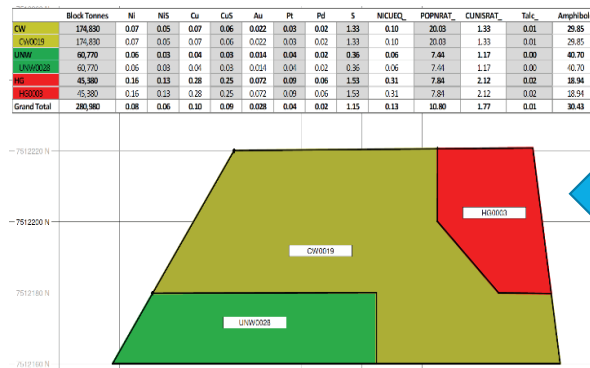 Block Tonnes Ni NiS Cu CuS Au Pt Pd S NICUEQ_ POPNRAT_ CUNISRAT_ Talc_ Amphibol
CW 174,830 0.07 0.05 0.07 0.06 0.022 0.03 0.02 1.33 0.10 20.03 1.33 0.01 29.85
CW0019 174,830 0.07 0.05 0.07 0.06 0.022 0.03 0.02 1.33 0.10 20.03 1.33 0.01 29.85
UNW 60,770 0.06 0.03 0.04 0.03 0.014 0.04 0.02 0.36 0.06 7.44 1.17 0.00 40.70
UNW0028 60,770 0.06 0.03 0.04 0.03 0.014 0.04 0.02 0.36 0.06 7.44 1.17 0.00 40.70
HG 45,380 0.16 0.13 0.28 0.25 0.072 0.09 0.06 1.53 0.31 7.84 2.12 0.02 18.94
HG0003 45,380 0.16 0.13 0.28 0.25 0.072 0.09 0.06 1.53 0.31 7.84 2.12 0.02 18.94
Grand Total 280,980 0.08 0.06 0.10 0.09 0.028 0.04 0.02 1.15 0.13 10.80 1.77 0.01 30.43
7512220 N
HG0003
7512200 N
CW0019
7512180 N
UNW0028
7512160 N